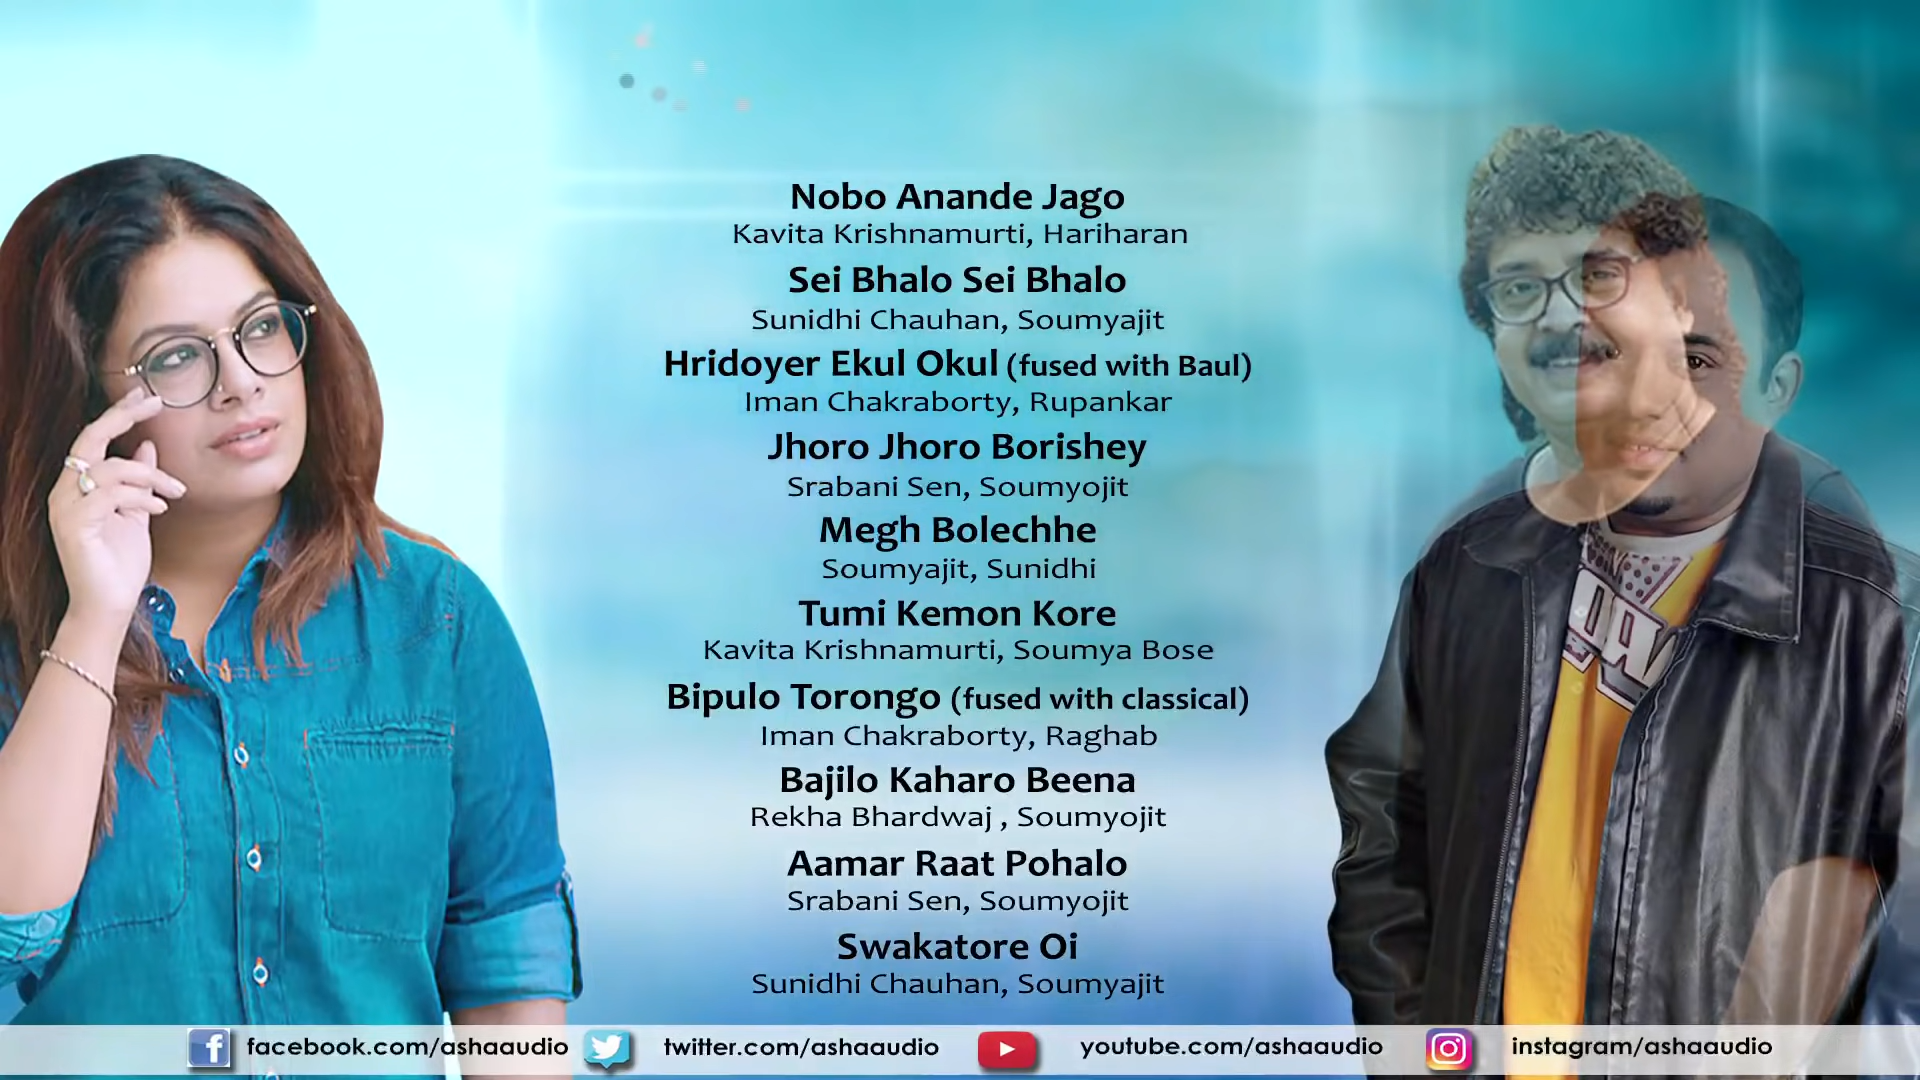 Nobo Anande Jago
Kavita Krishnamurti, Hariharan
Sei Bhalo Sei Bhalo
Sunidhi Chauhan, Soumyajit
Hridoyer Ekul Okul (fused with Baul)
Iman Chakraborty, Rupankar
Jhoro Jhoro Borishey
Srabani Sen, Soumyojit
Megh Bolechhe
Soumyajit, Sunidhi
Tumi Kemon Kore
Kavita Krishnamurti, Soumya Bose
Bipulo Torongo (fused with classical)
Iman Chakraborty, Raghab
Bajilo Kaharo Beena
Rekha Bhardwaj , Soumyojit
Aamar Raat Pohalo
Srabani Sen, Soumyojit
Swakatore Oi
Sunidhi Chauhan, Soumyajit
facebook.com/ashaaudio twitter.com/ashaaudio youtube.com/ashaaudio instagram/ashaaudio